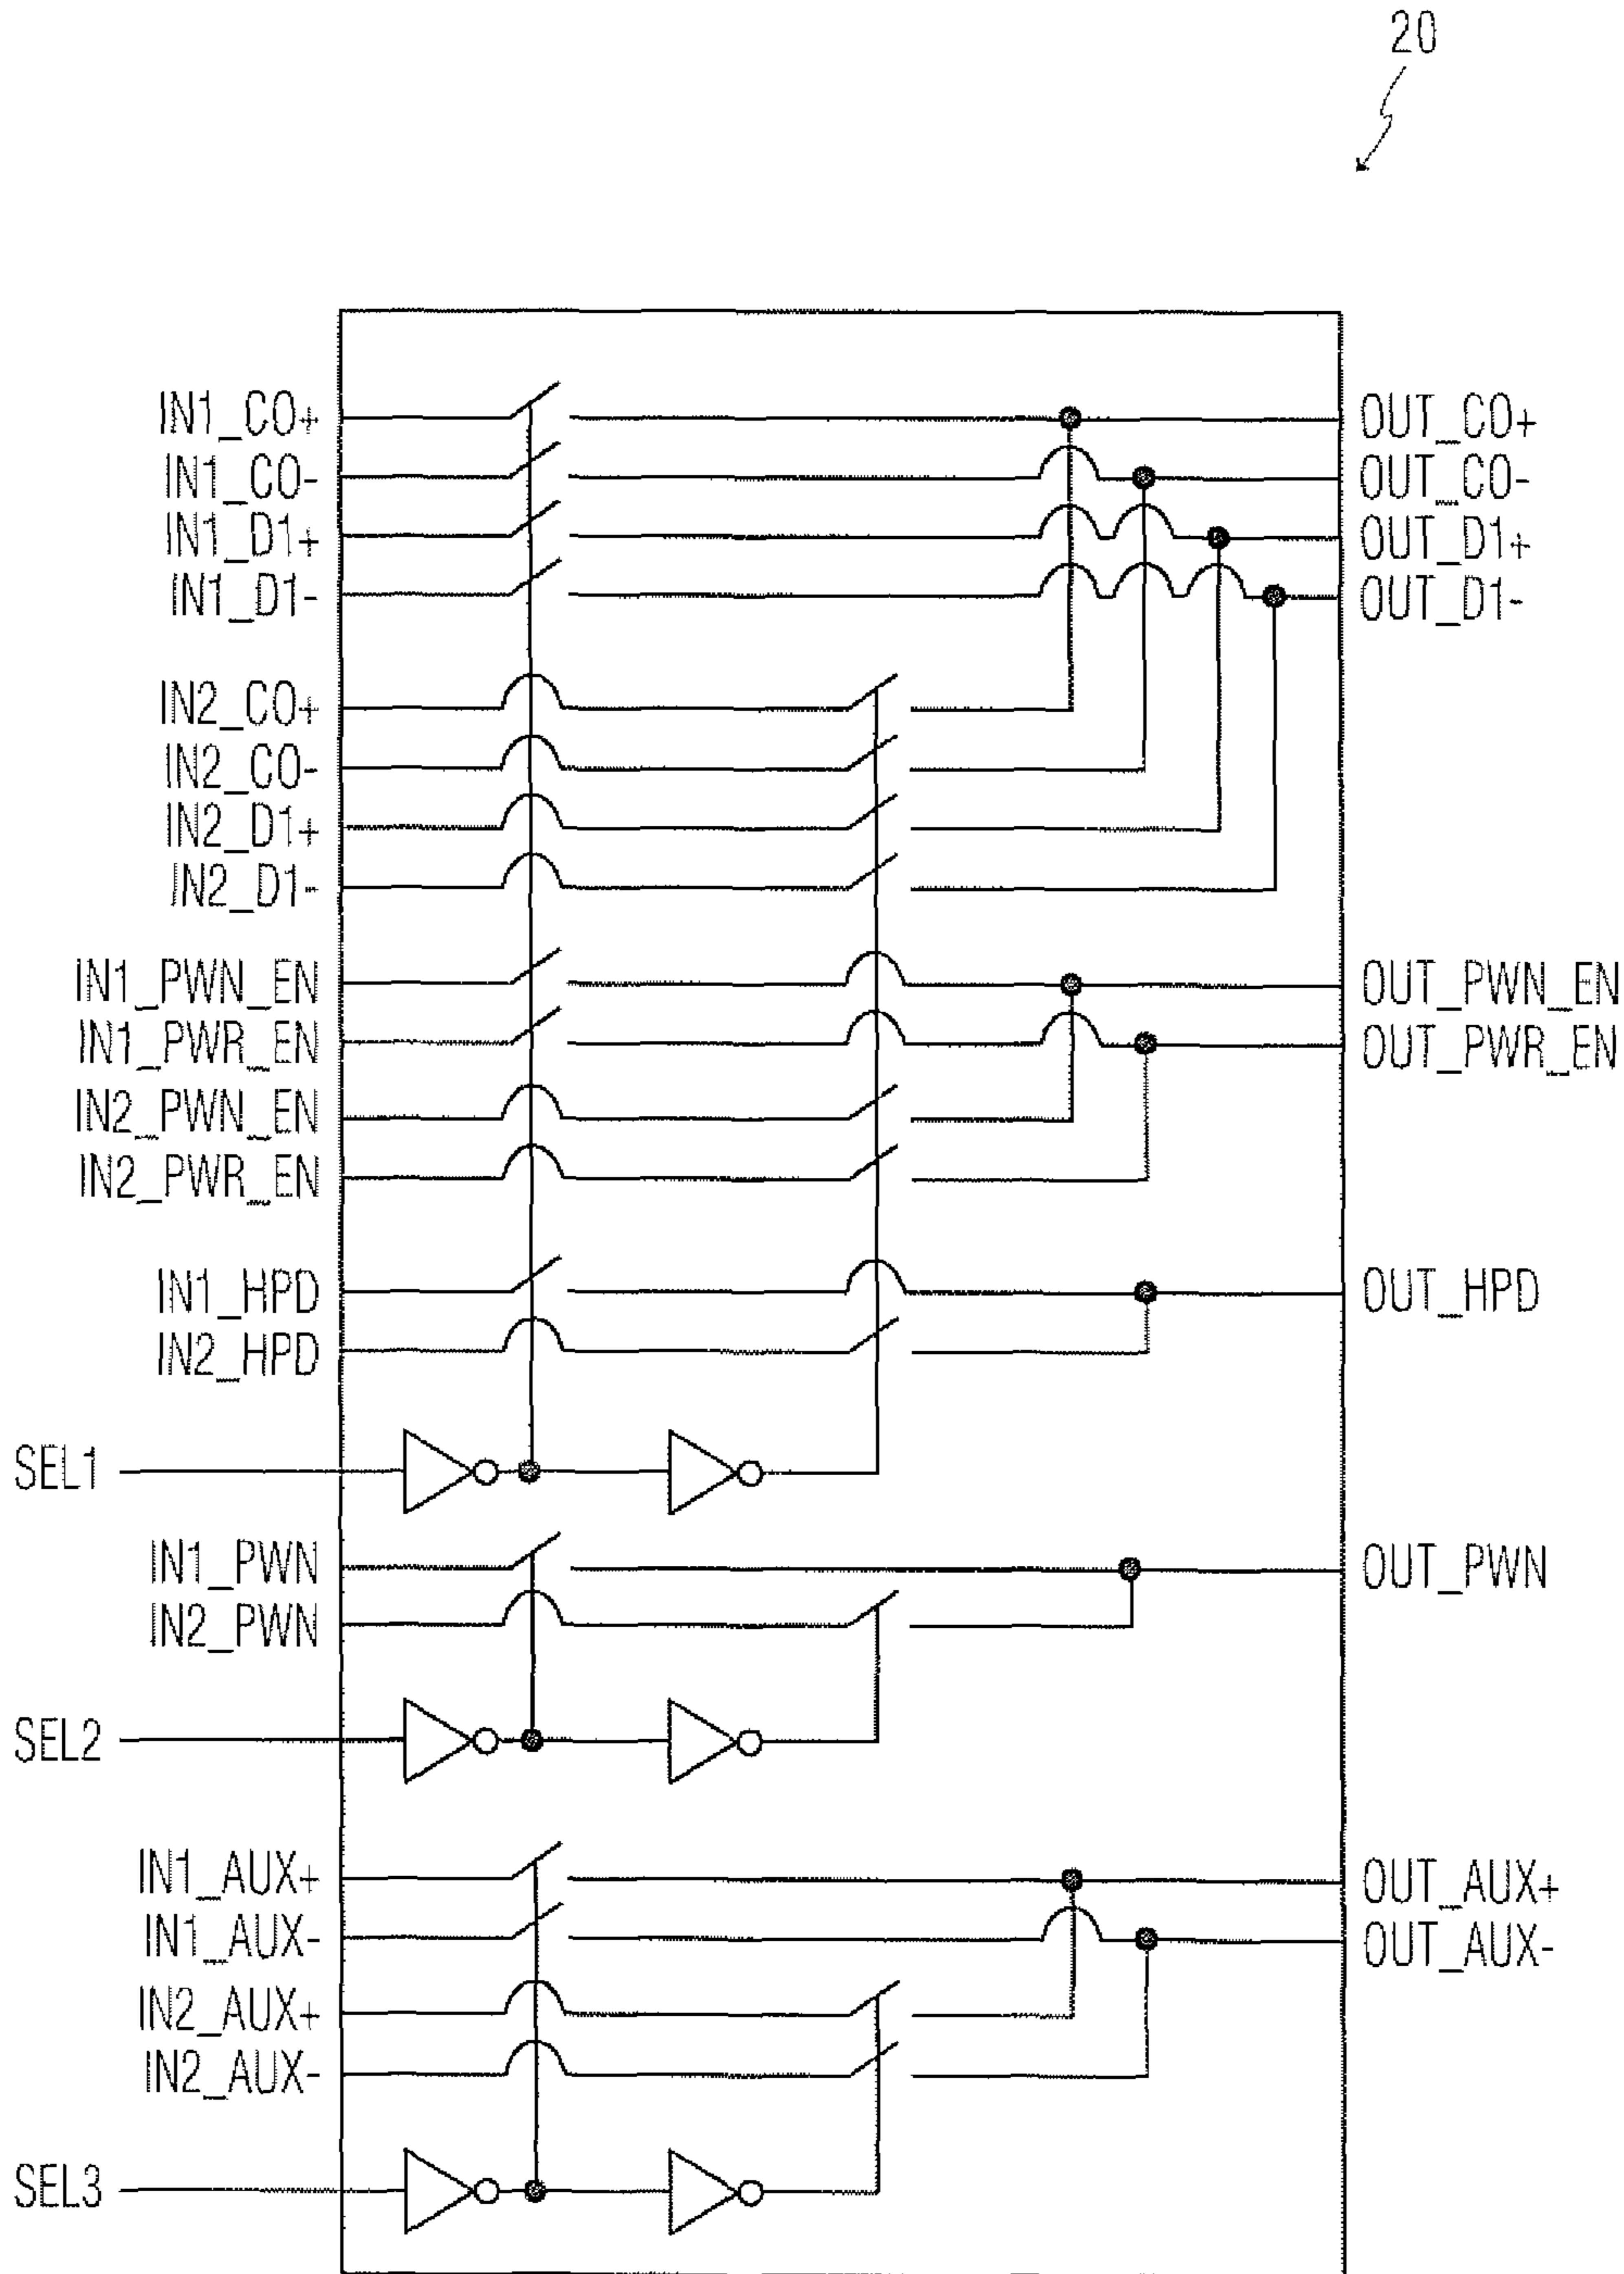 20
IN1_CO+
IN1_CO-
IN1_D1+
IN1_D1-
IN2_CO+
IN2_CO-
IN2_D1+
IN2_D1-
IN1_PWN_EN
IN1_PWR_EN
IN2_PWN_EN
IN2_PWR_EN
IN1_HPD
IN2_HPD
SEL1
IN1_PWN
IN2_PWN
SEL2
IN1_AUX+
IN1_AUX-
IN2_AUX+
IN2_AUX-
SEL3
OUT_CO+
OUT_CO-
OUT_D1+
OUT_D1-
OUT_PWN_EN
OUT_PWR_EN
OUT_HPD
OUT_PWN
OUT_AUX+
OUT_AUX-